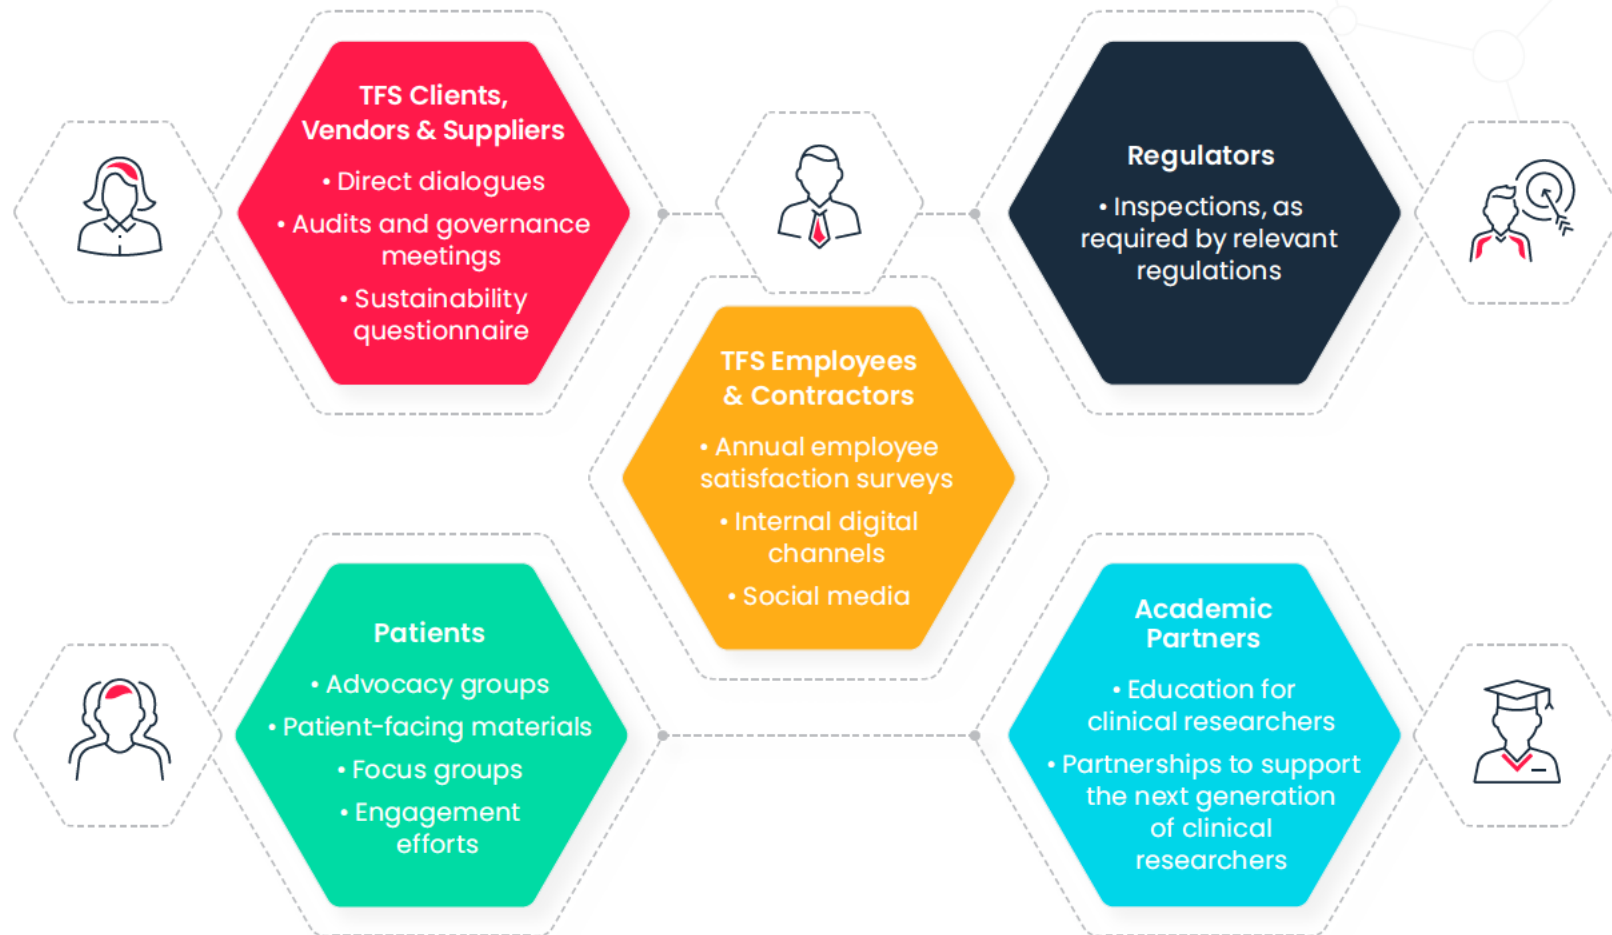 TFS Clients,
Vendors & Suppliers
• Direct dialogues
• Audits and governance
meetings
• Sustainability
questionnaire
Regulators
• Inspections, as
required by relevant
regulations
TFS Employees
& Contractors
• Annual employee
satisfaction surveys
• Internal digital
channels
• Social media
Patients
• Advocacy groups
• Patient-facing materials
• Focus groups
• Engagement
efforts
Academic
Partners
• Education for
clinical researchers
• Partnerships to support
the next generation
of clinical
researchers